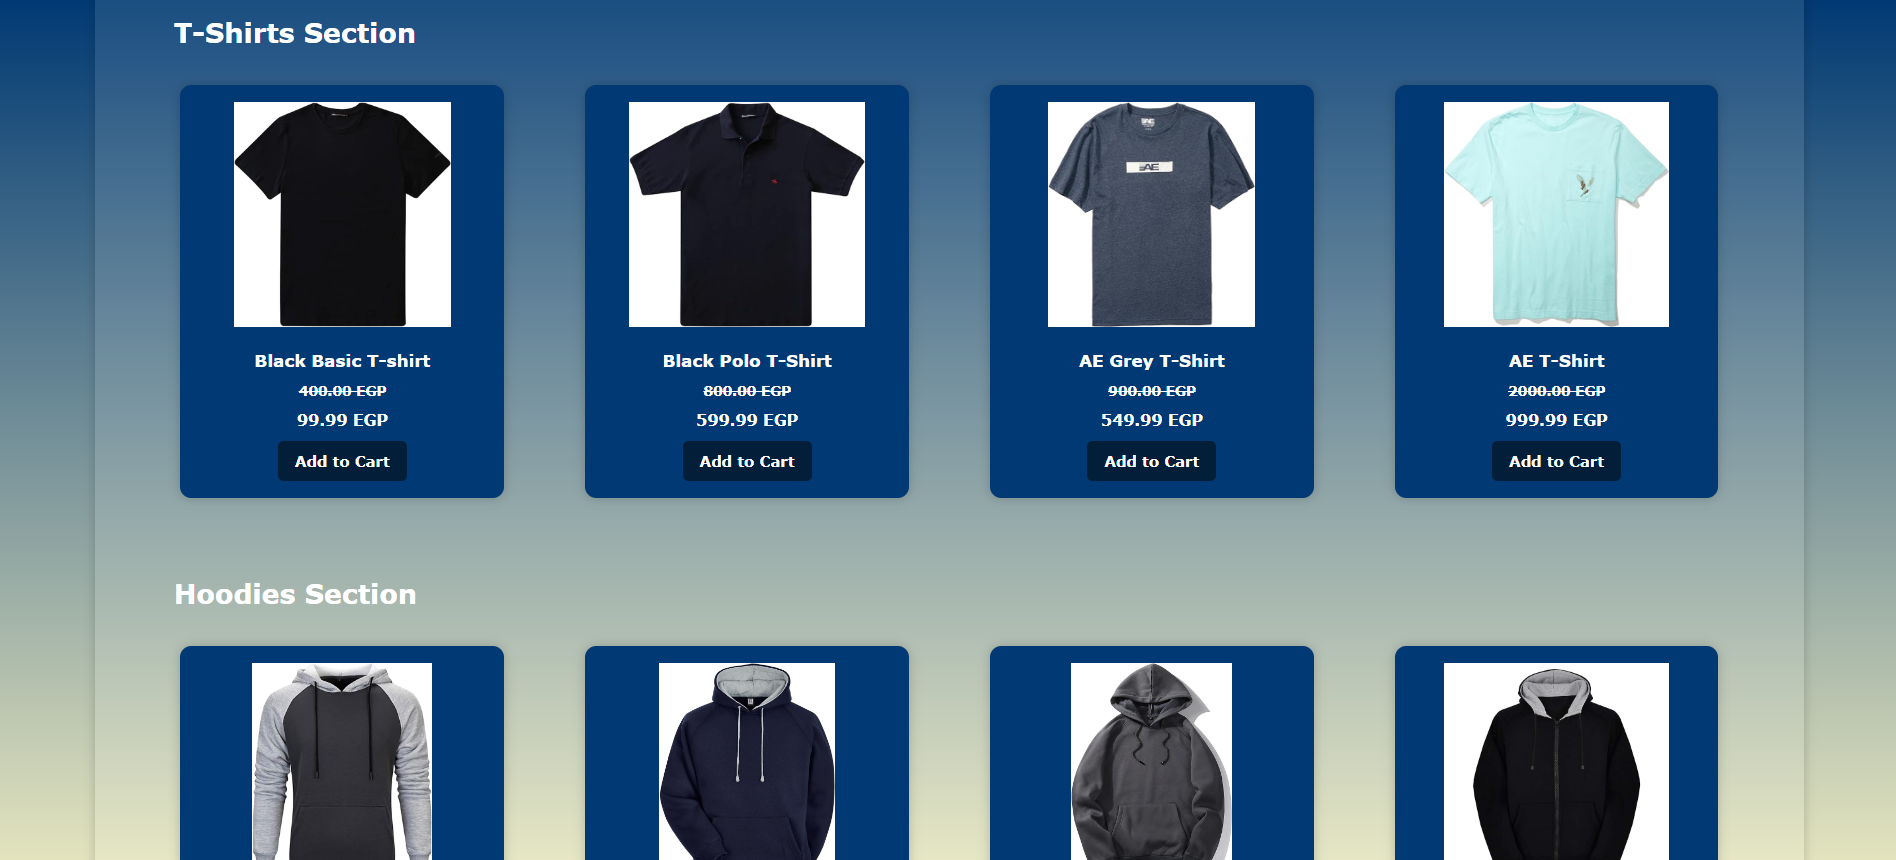 T-Shirts Section
AE
Black Basic T-shirt
400.00 EGP
99.99 EGP
Add to Cart
Black Polo T-Shirt
800.00 EGP
599.99 EGP
Add to Cart
AE Grey T-Shirt
900.00 EGP
549.99 EGP
Add to Cart
AE T-Shirt
2000.00 EGP
999.99 EGP
Add to Cart
Hoodies Section